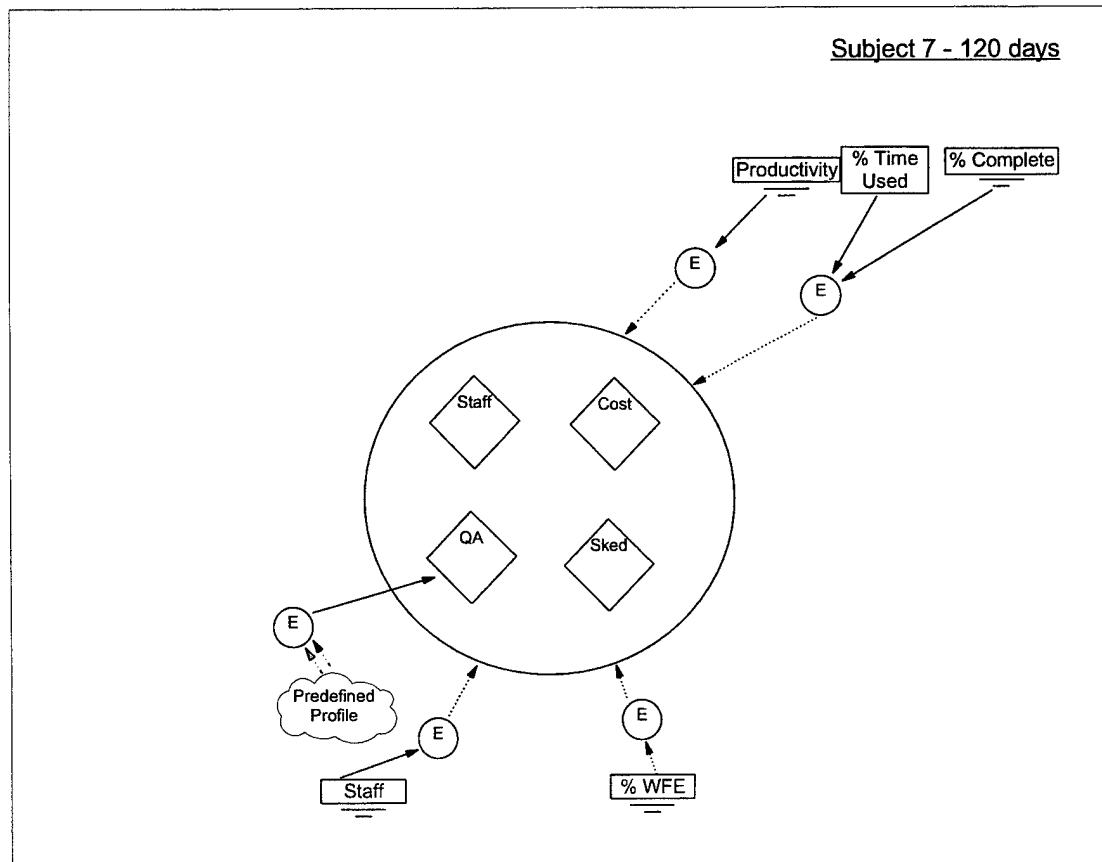 Subject 7 - 120 days
Productivity
% Time
Used
% Complete
E
E
Staff
Cost
QA
Sked
E
Predefined
Profile
E
E
Staff
% WFE